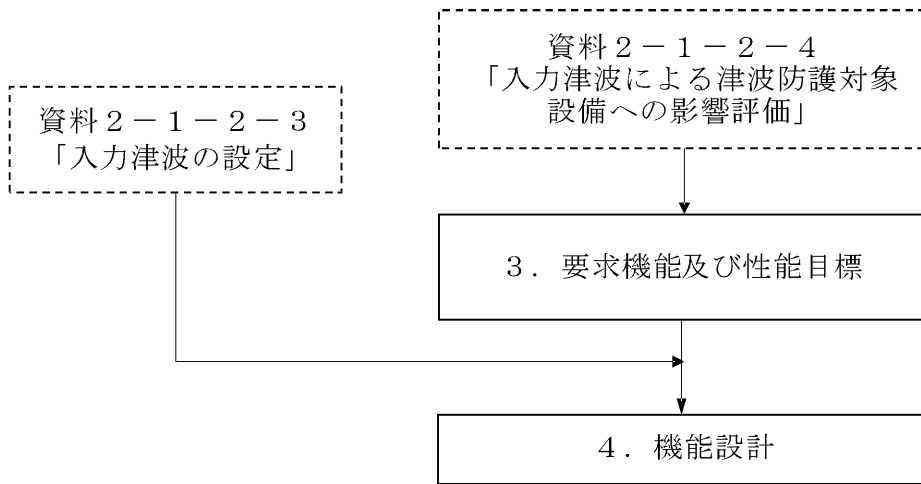 資料２－１－２－４
「入力津波による津波防護対象
設備への影響評価」
資料２－１－２－３
「入力津波の設定」
３．要求機能及び性能目標
４．機能設計